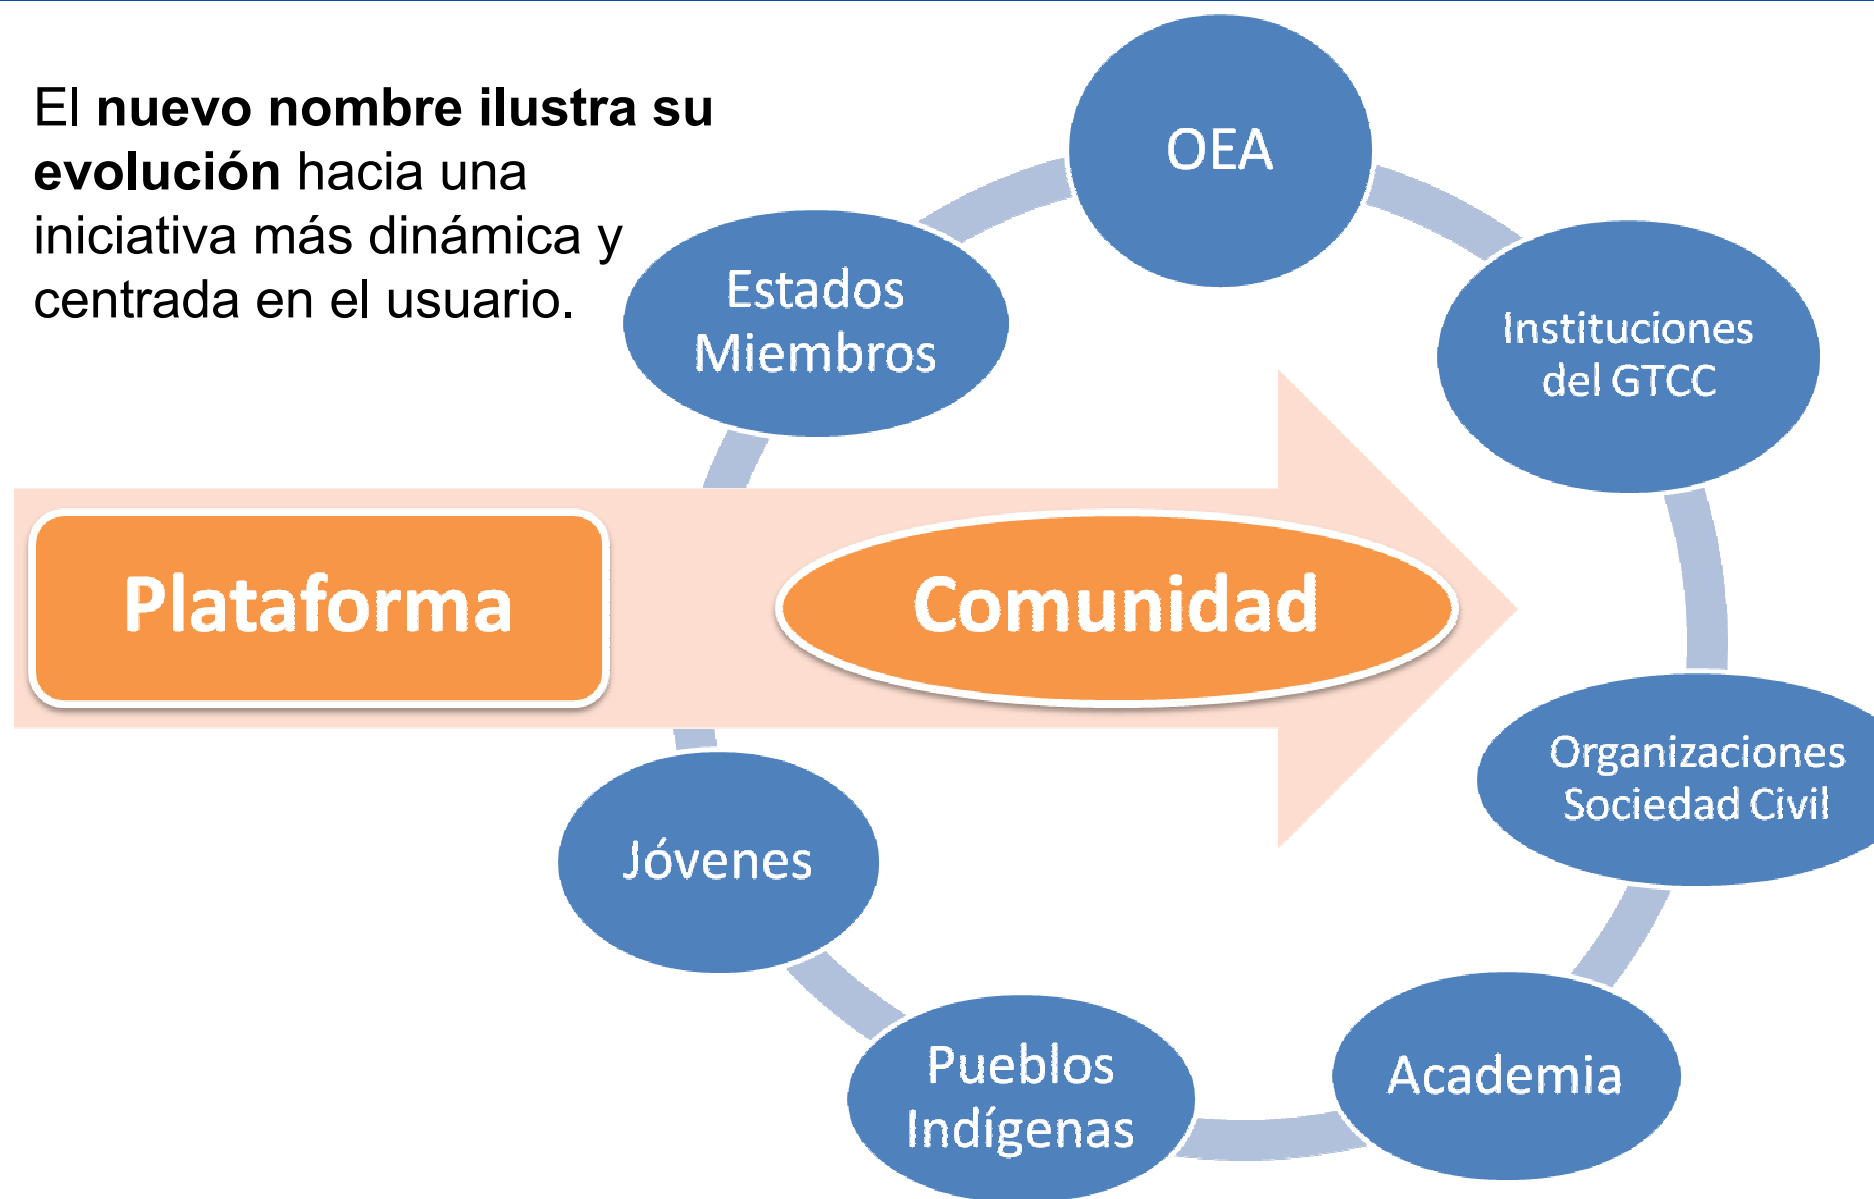 El nuevo nombre ilustra su
evolución hacia una
iniciativa más dinámica y
centrada en el usuario.
OEA
Estados
Miembros
Instituciones
del GTCC
Plataforma
Comunidad
Organizaciones
Sociedad Civil
Jóvenes
Pueblos
Indígenas
Academia